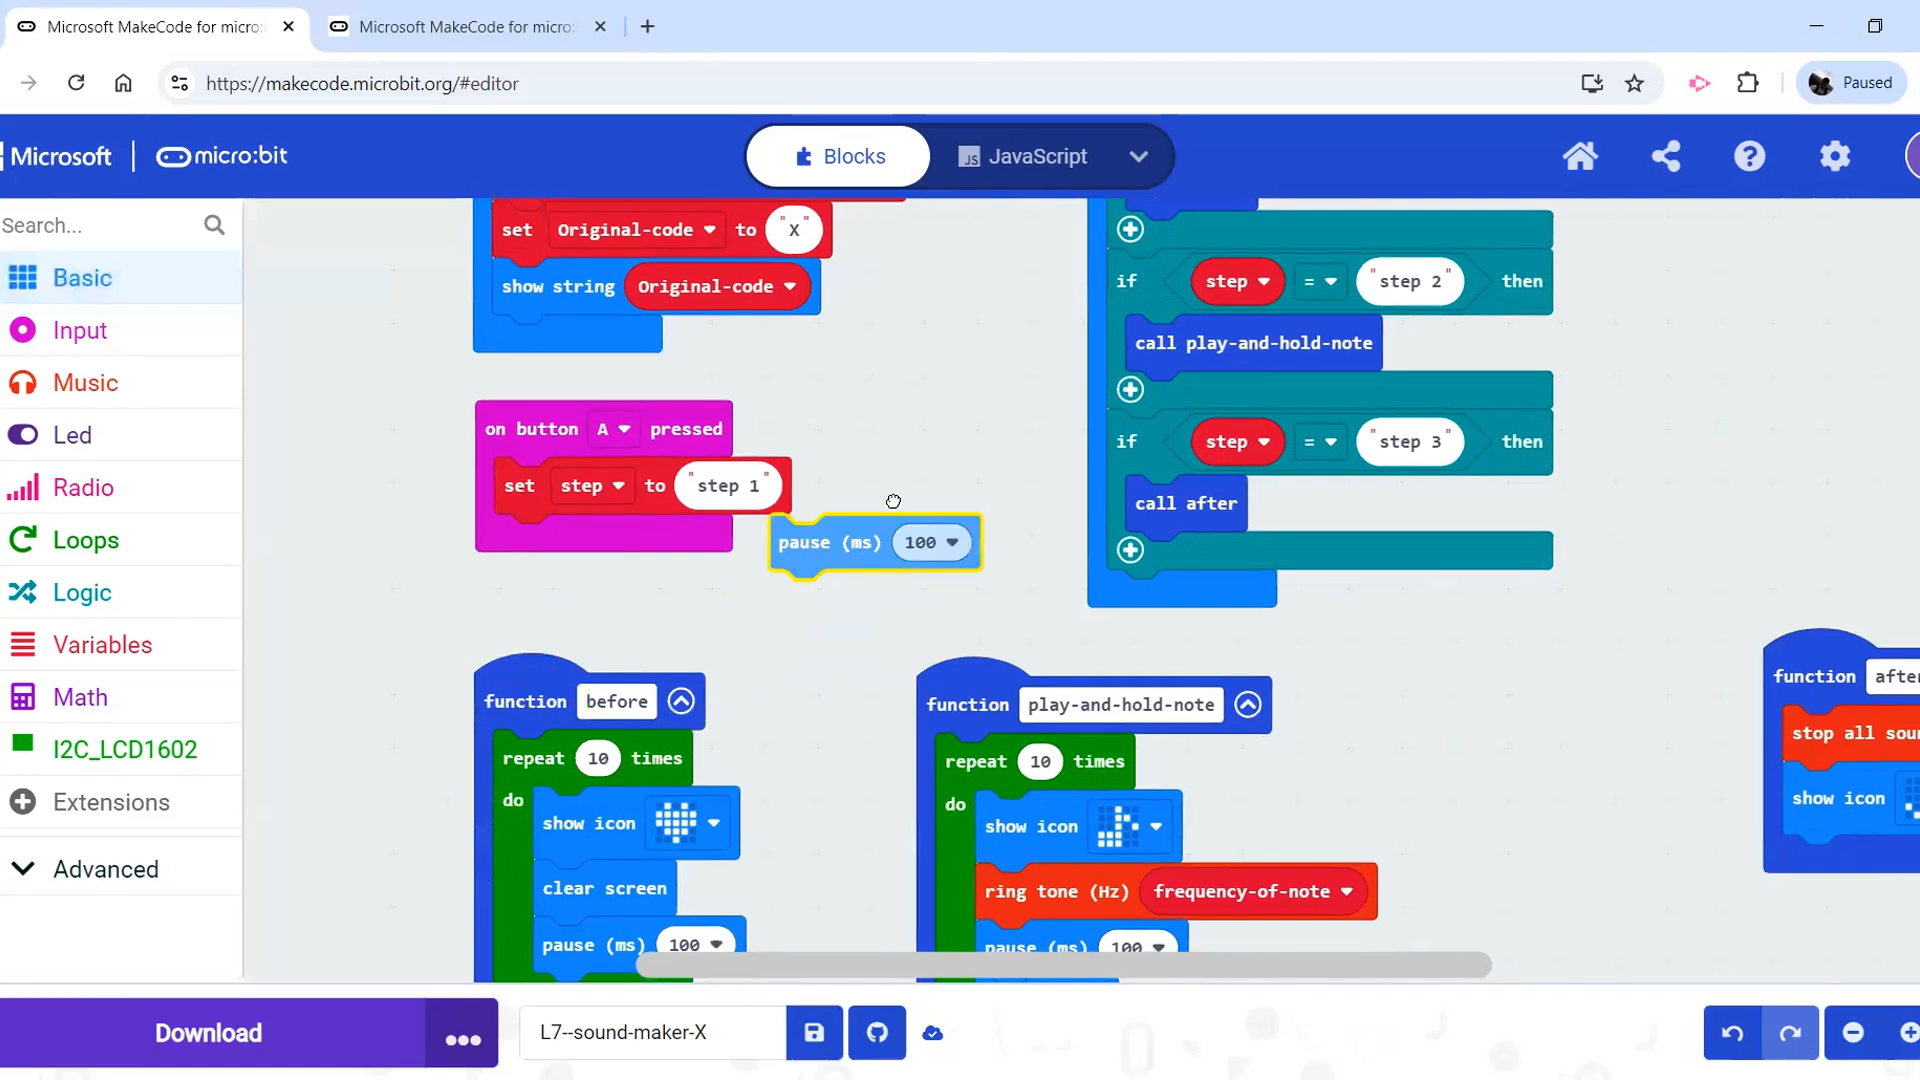 Microsoft MakeCode for micro:
Microsoft MakeCode for micro:
https://makecode.microbit.org/#editor
Paused
Microsoft
micro:bit
Blocks
JS JavaScript
Search...
Basic
Input
Music
Led
Radio
Loops
Logic
Variables
Math
I2C_LCD1602
Extensions
Advanced
set Original-code to "X"
show string Original-code
on button A pressed
set step to "step 1"
pause (ms) 100
if step = "step 2" then
call play-and-hold-note
if step = "step 3" then
call after
function before
repeat 10 times
do
show icon
clear screen
pause (ms) 100
function play-and-hold-note
repeat 10 times
do
show icon
ring tone (Hz) frequency-of-note
pause (ms) 100
function after
stop all sou
show icon
Download
L7--sound-maker-X